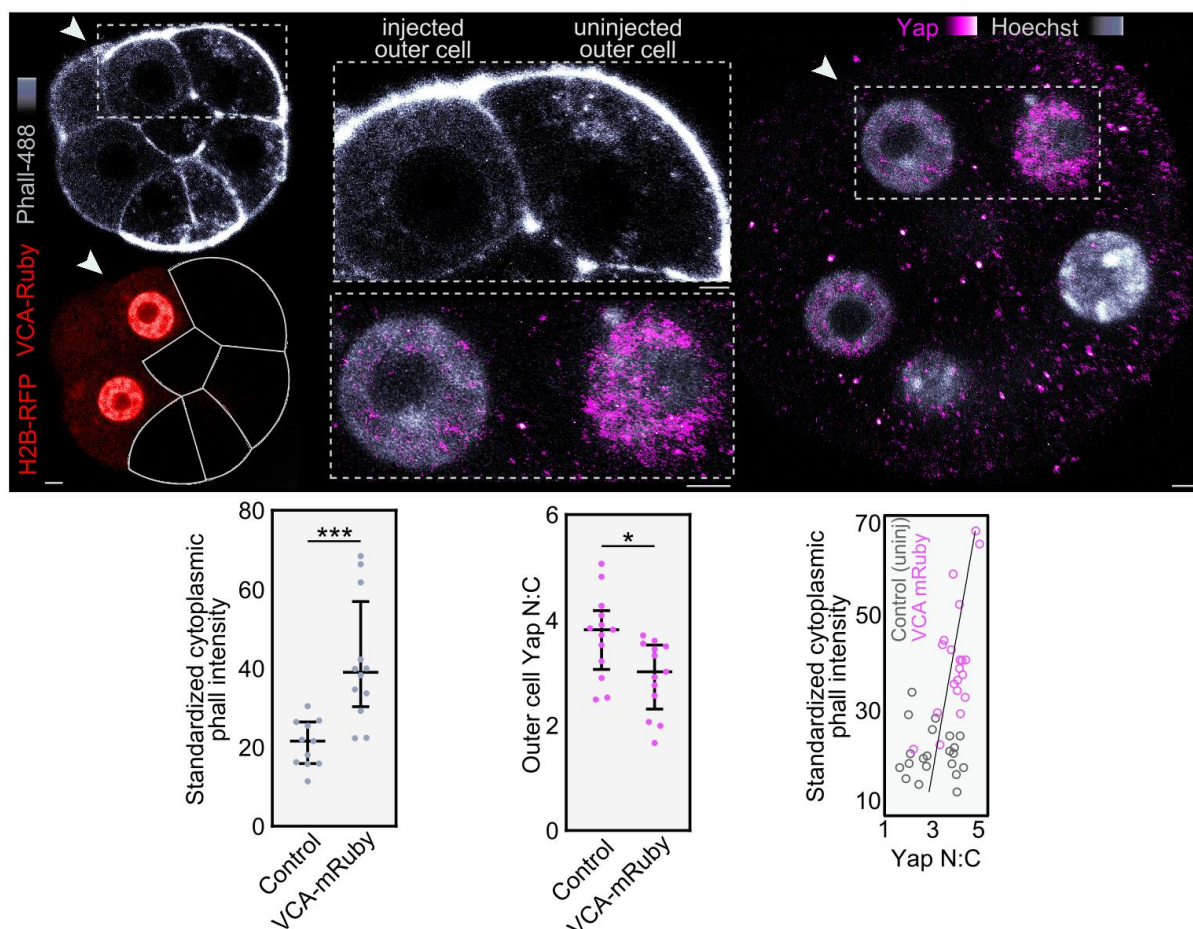 Phall-488
H2B-RFP VCA-Ruby
injected
outer cell
uninjected
outer cell
Yap
Hoechst
80
60
40
20
0
Standardized cytoplasmic
phall intensity
***
Control
VCA-mRuby
6
4
2
0
Outer cell Yap N:C
*
Control
VCA-mRuby
70
50
30
10
Standardized cytoplasmic
phall intensity
Control (uninj)
VCA mRuby
1 3 5
Yap N:C